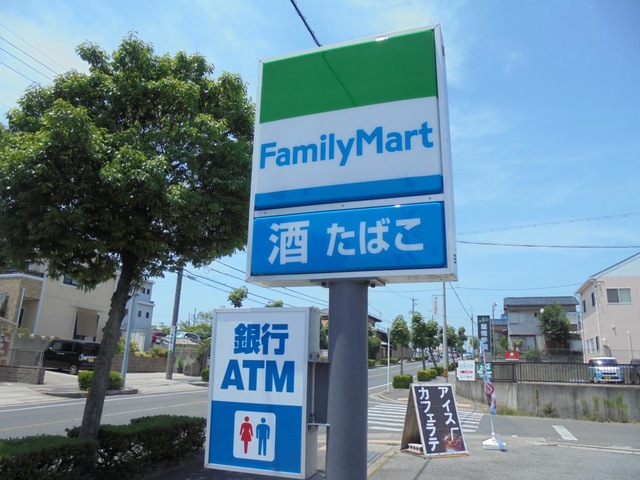 FamilyMart
酒 たばこ
銀行
ATM
アイス
カフェラテ